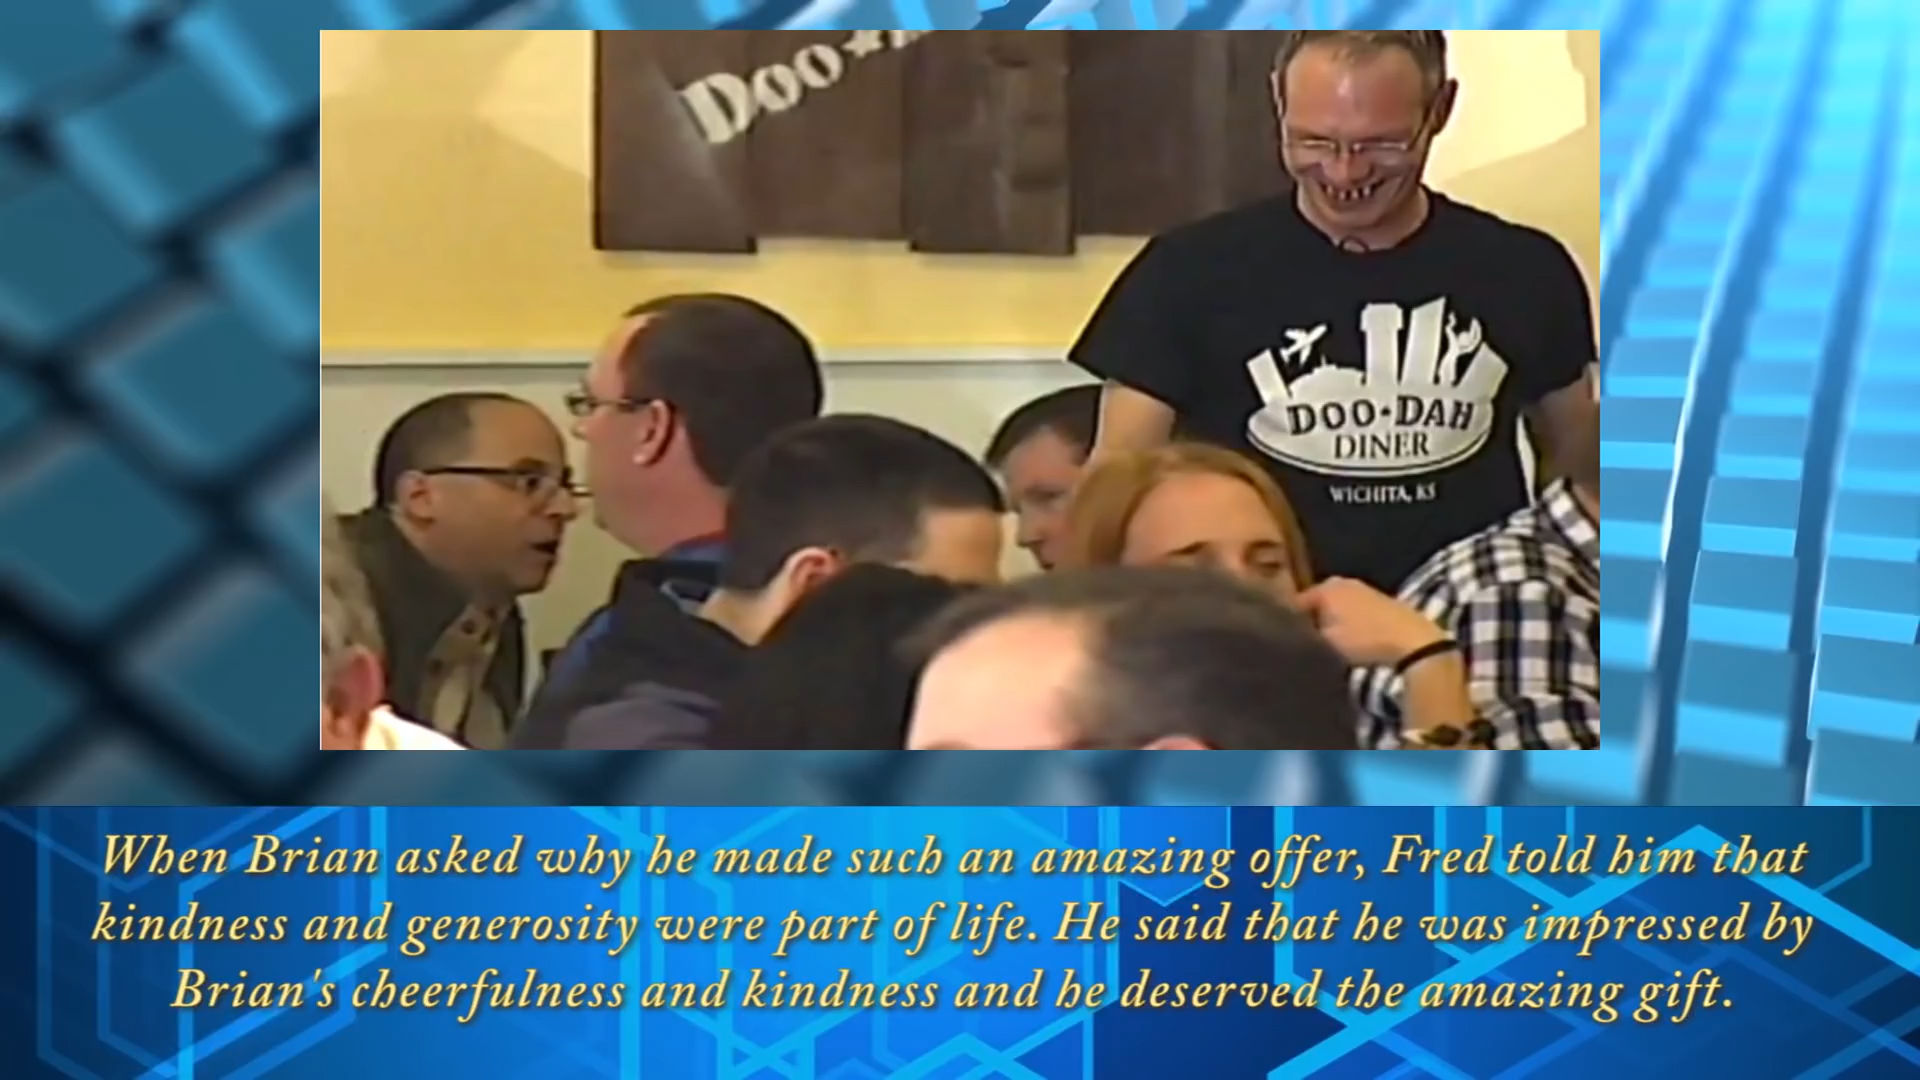 Doo
DOO-DAH
DINER
WICHITA, KS
When Brian asked why he made such an amazing offer, Fred told him that
kindness and generosity were part of life. He said that he was impressed by
Brian's cheerfulness and kindness and he deserved the amazing gift.